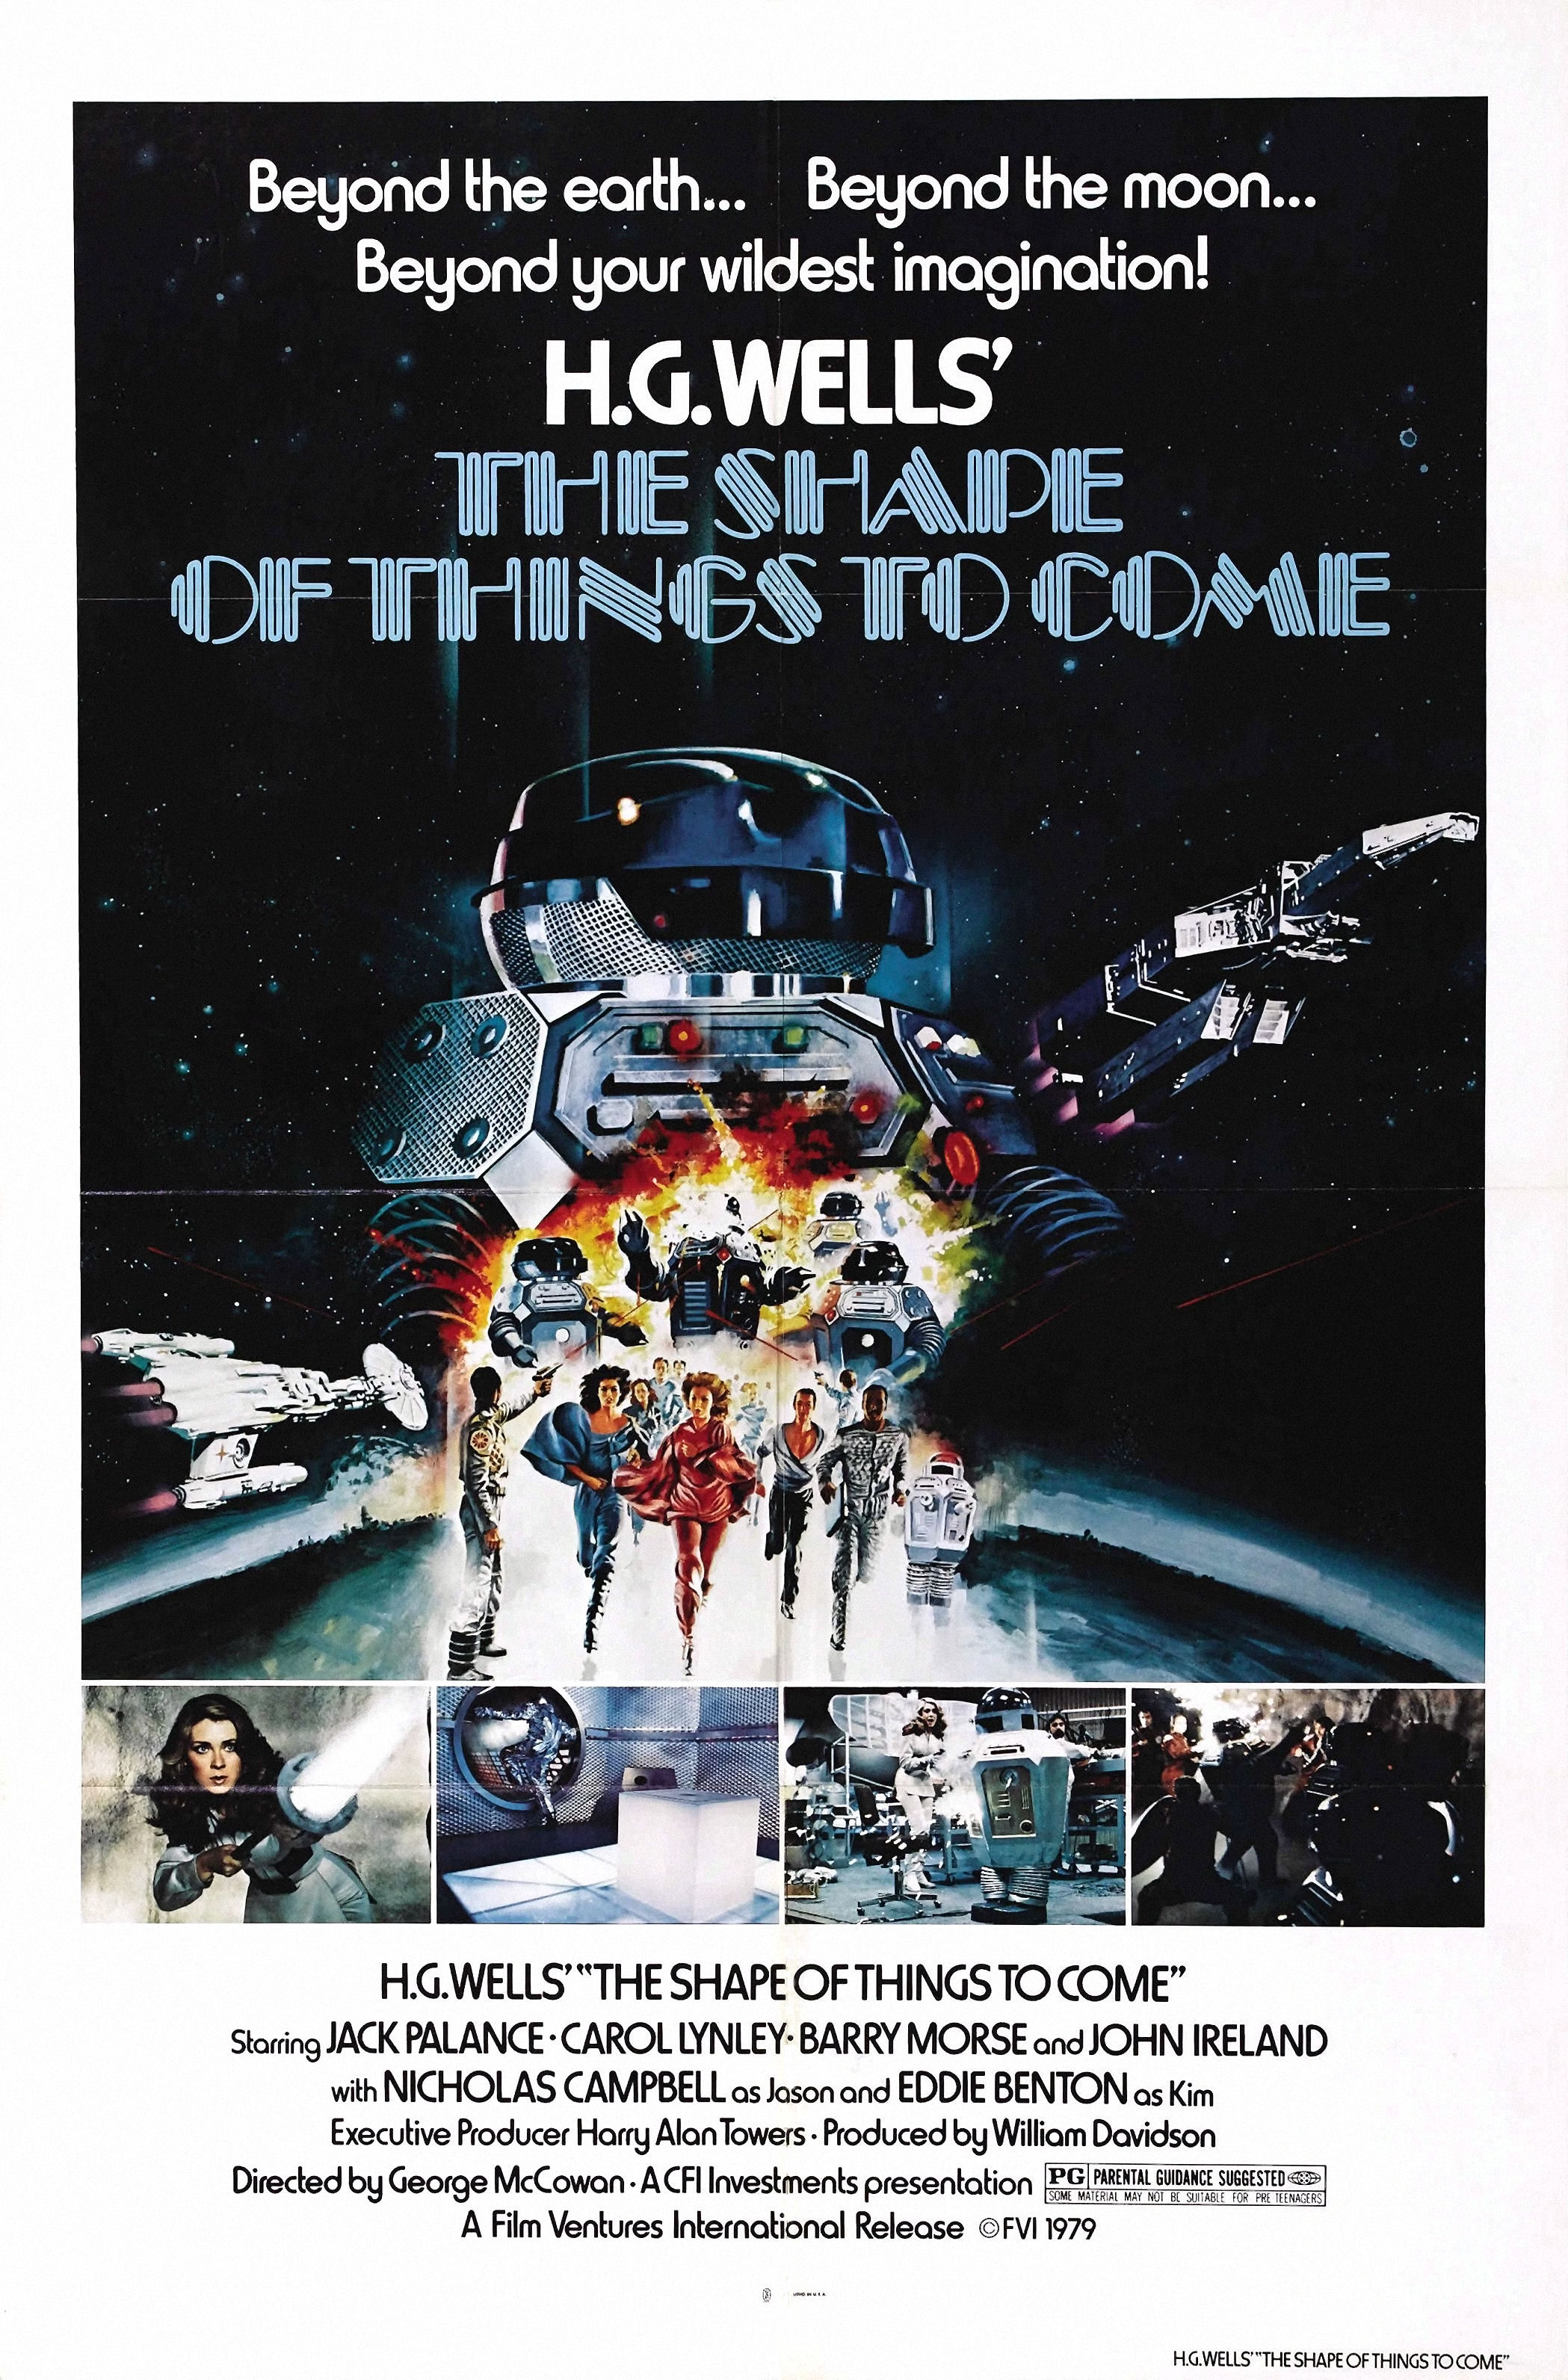 Beyond the earth... Beyond the moon...
Beyond your wildest imagination!
H.G.WELLS'
THE SHAPE
OF THINGS TO COME
H.G.WELLS' "THE SHAPE OF THINGS TO COME"
Starring JACK PALANCE · CAROL LYNLEY · BARRY MORSE and JOHN IRELAND
with NICHOLAS CAMPBELL as Jason and EDDIE BENTON as Kim
Executive Producer Harry Alan Towers · Produced by William Davidson
Directed by George McCowan · A CFI Investments presentation
PG PARENTAL GUIDANCE SUGGESTED
SOME MATERIAL MAY NOT BE SUITABLE FOR PRE TEENAGERS
A Film Ventures International Release ©FVI 1979
LITHO. IN U.S.A.
H.G.WELLS' "THE SHAPE OF THINGS TO COME"